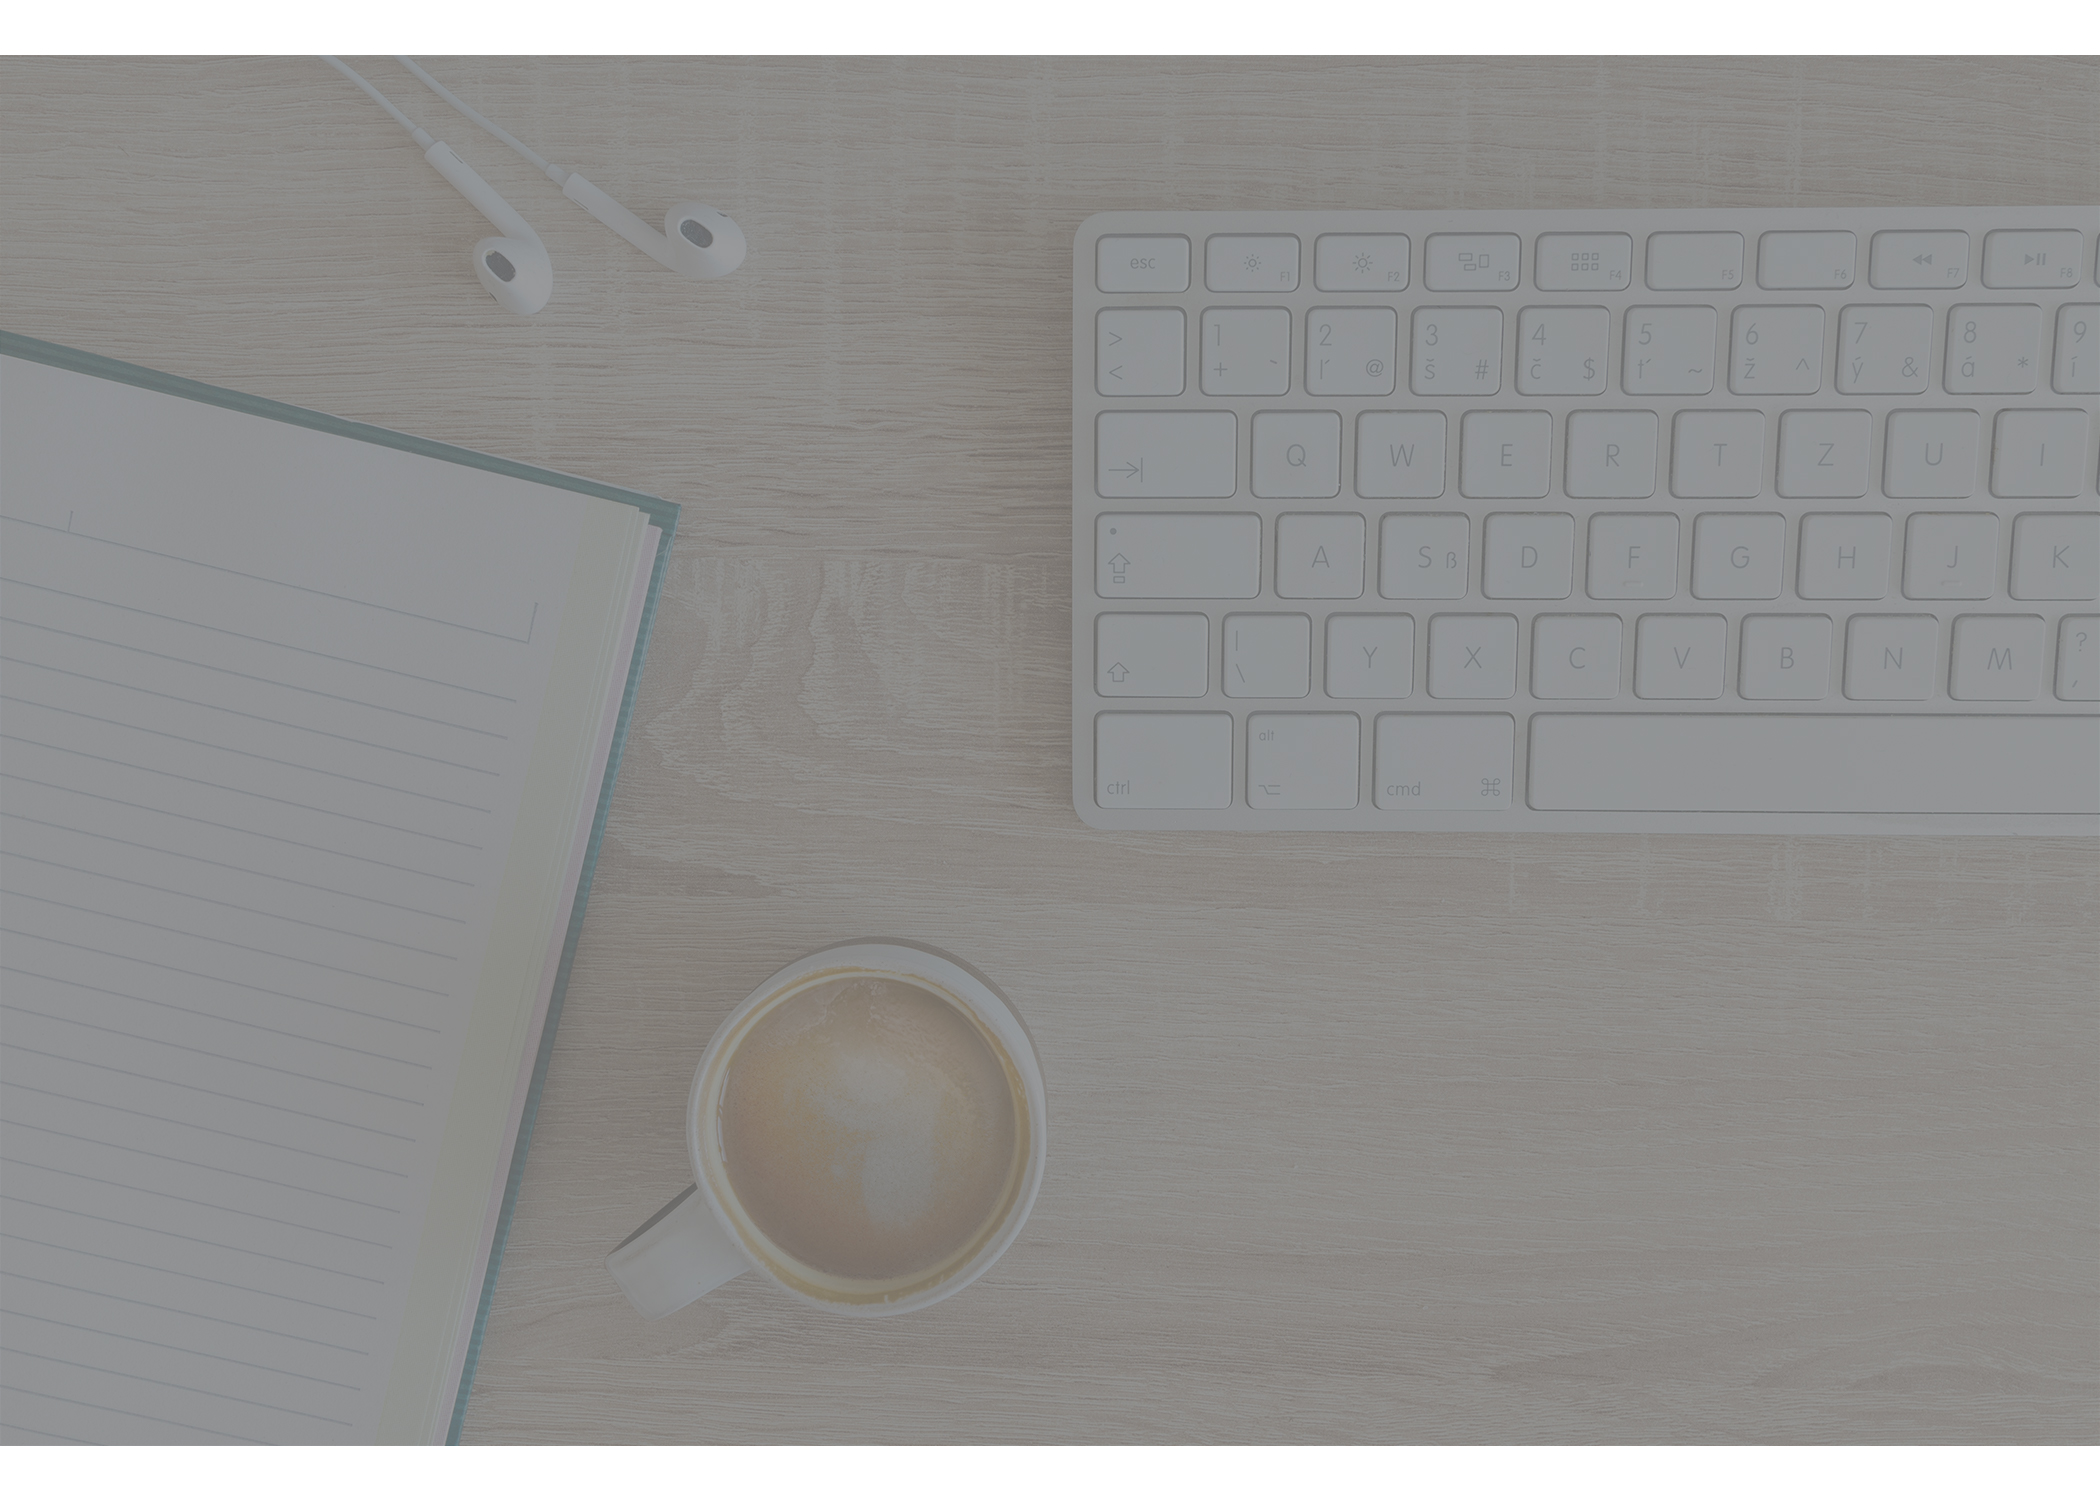 esc F1 F2 F3 F4 F5 F6 F7 F8
> 1 2 3 4 5 6 7 8 9
< + ` ľ @ š # č $ ť ~ ž ^ ý & á * í
Q W E R T Z U I
A S ß D F G H J K
| \ Y X C V B N M ? ,
alt
ctrl cmd ⌘